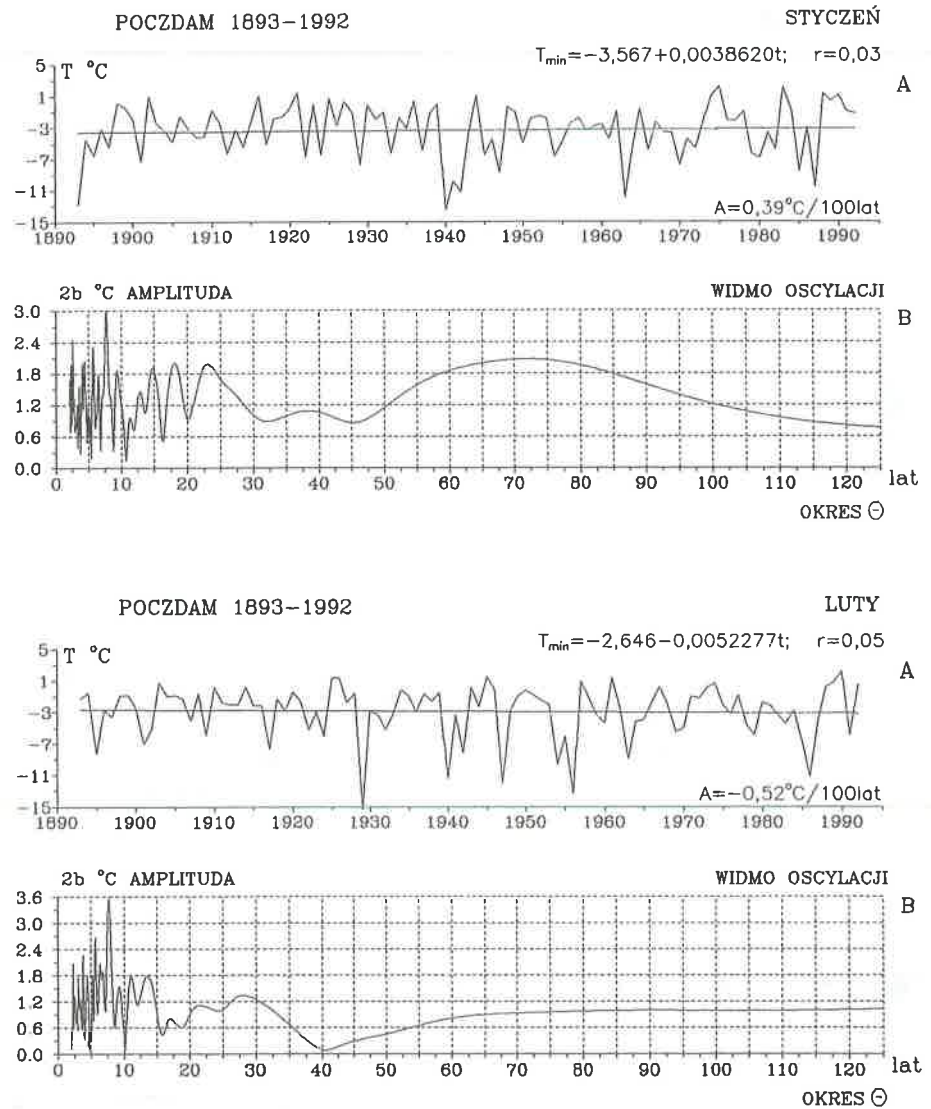 POCZDAM 1893-1992 STYCZEŃ
Tmin=-3,567+0,0038620t; r=0,03
T °C A
5
1
-3
-7
-11
-15
A=0,39°C/100lat
1890 1900 1910 1920 1930 1940 1950 1960 1970 1980 1990
2b °C AMPLITUDA WIDMO OSCYLACJI B
3.0
2.4
1.8
1.2
0.6
0.0
0 10 20 30 40 50 60 70 80 90 100 110 120 lat
OKRES Θ
POCZDAM 1893-1992 LUTY
Tmin=-2,646-0,0052277t; r=0,05
T °C A
5
1
-3
-7
-11
-15
A=-0,52°C/100lat
1890 1900 1910 1920 1930 1940 1950 1960 1970 1980 1990
2b °C AMPLITUDA WIDMO OSCYLACJI B
3.6
3.0
2.4
1.8
1.2
0.6
0.0
0 10 20 30 40 50 60 70 80 90 100 110 120 lat
OKRES Θ